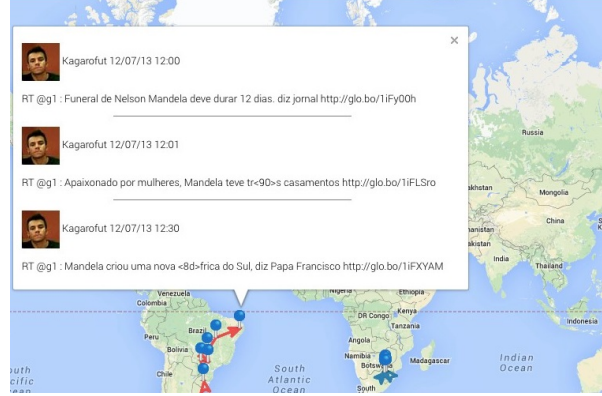 ×
Kagarofut 12/07/13 12:00
RT @g1 : Funeral de Nelson Mandela deve durar 12 dias. diz jornal http://glo.bo/1iFy00h
Kagarofut 12/07/13 12:01
RT @g1 : Apaixonado por mulheres, Mandela teve tr<90>s casamentos http://glo.bo/1iFLSro
Kagarofut 12/07/13 12:30
RT @g1 : Mandela criou uma nova <8d>frica do Sul, diz Papa Francisco http://glo.bo/1iFXYAM
Russia
Mongolia
China
India
Thailand
Indonesia
Venezuela
Colombia
Peru
Brazil
Bolivia
Chile
Nigeria
Ethiopia
DR Congo
Kenya
Tanzania
Angola
Namibia
Botswana
Madagascar
South
South
Atlantic
Ocean
Indian
Ocean